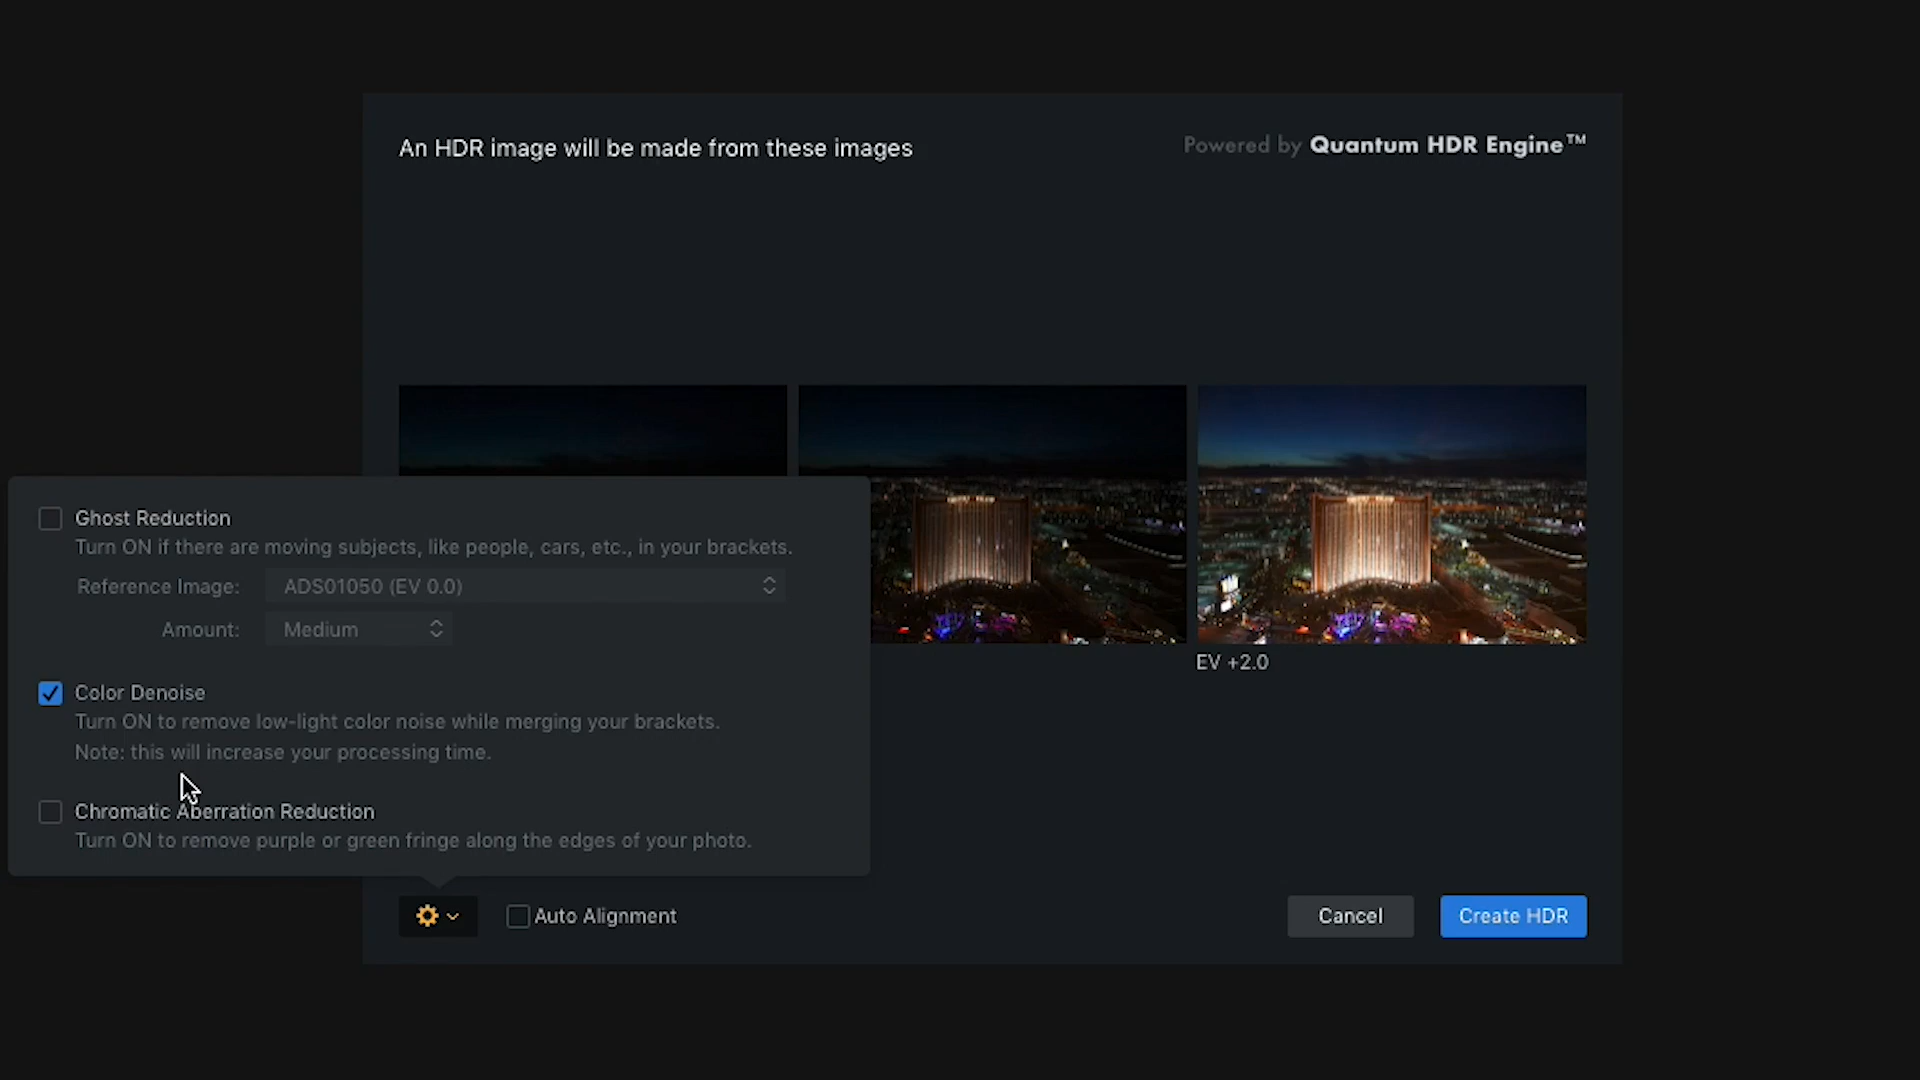 An HDR image will be made from these images
Powered by Quantum HDR Engine™
Ghost Reduction
Turn ON if there are moving subjects, like people, cars, etc., in your brackets.
Reference Image: ADS01050 (EV 0.0)
Amount: Medium
EV +2.0
Color Denoise
Turn ON to remove low-light color noise while merging your brackets.
Note: this will increase your processing time.
Chromatic Aberration Reduction
Turn ON to remove purple or green fringe along the edges of your photo.
Auto Alignment
Cancel
Create HDR